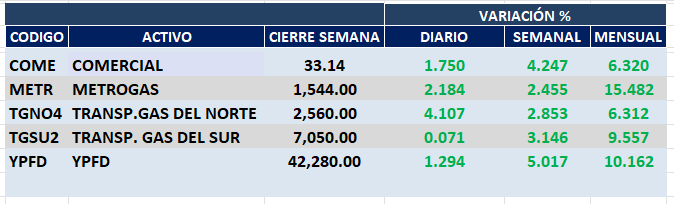 VARIACIÓN %
CODIGO ACTIVO CIERRE SEMANA DIARIO SEMANAL MENSUAL
COME COMERCIAL 33.14 1.750 4.247 6.320
METR METROGAS 1,544.00 2.184 2.455 15.482
TGNO4 TRANSP.GAS DEL NORTE 2,560.00 4.107 2.853 6.312
TGSU2 TRANSP. GAS DEL SUR 7,050.00 0.071 3.146 9.557
YPFD YPFD 42,280.00 1.294 5.017 10.162